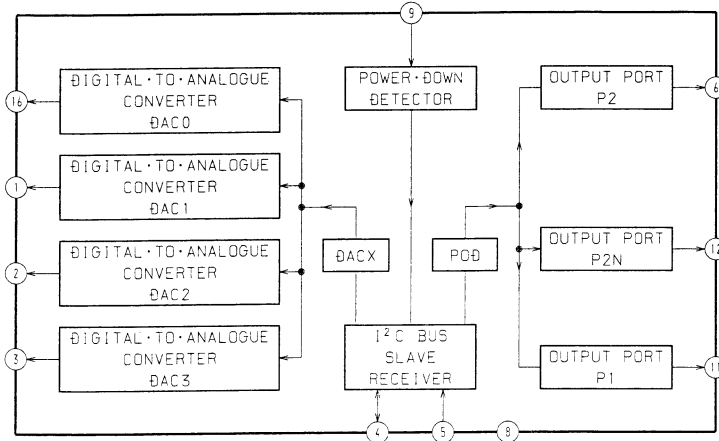 9
DIGITAL·TO·ANALOGUE
CONVERTER
DAC0
16
POWER·DOWN
DETECTOR
OUTPUT PORT
P2
6
DIGITAL·TO·ANALOGUE
CONVERTER
DAC1
1
DIGITAL·TO·ANALOGUE
CONVERTER
DAC2
2
DACX
POD
OUTPUT PORT
P2N
12
DIGITAL·TO·ANALOGUE
CONVERTER
DAC3
3
I²C BUS
SLAVE
RECEIVER
OUTPUT PORT
P1
11
4
5
8